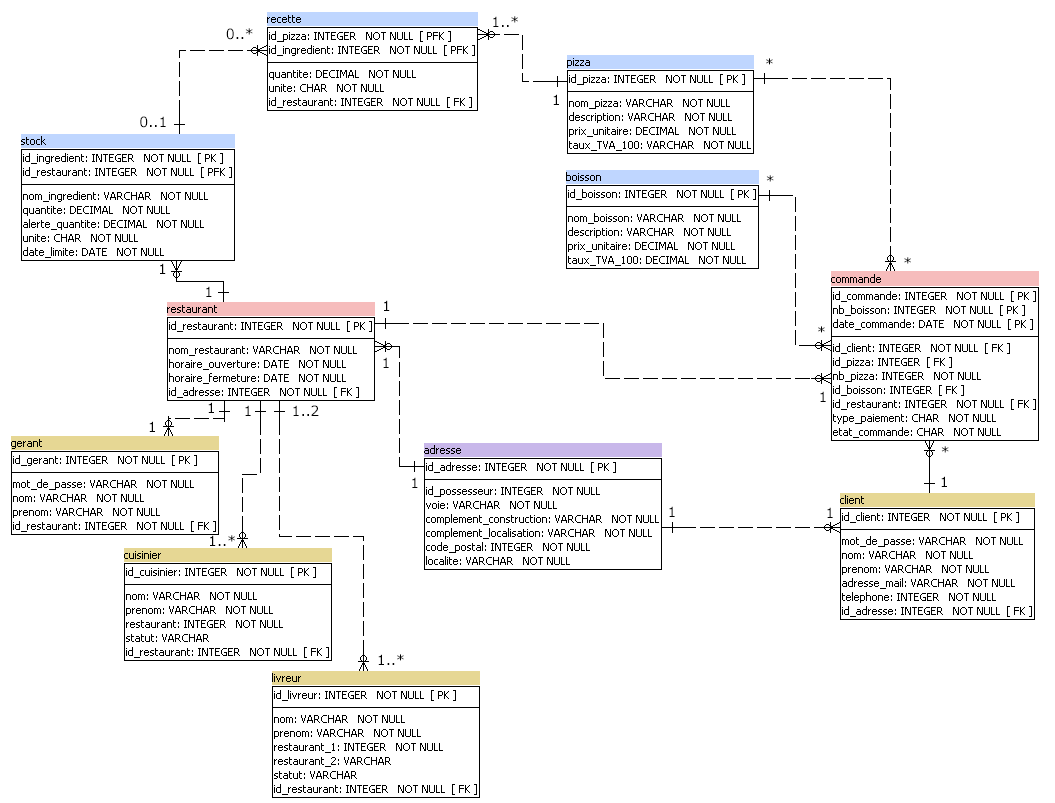 recette
id_pizza: INTEGER NOT NULL [ PFK ]
id_ingredient: INTEGER NOT NULL [ PFK ]
quantite: DECIMAL NOT NULL
unite: CHAR NOT NULL
id_restaurant: INTEGER NOT NULL [ FK ]
0..*
1..*
1
0..1
pizza
id_pizza: INTEGER NOT NULL [ PK ]
nom_pizza: VARCHAR NOT NULL
description: VARCHAR NOT NULL
prix_unitaire: DECIMAL NOT NULL
taux_TVA_100: VARCHAR NOT NULL
*
stock
id_ingredient: INTEGER NOT NULL [ PK ]
id_restaurant: INTEGER NOT NULL [ PFK ]
nom_ingredient: VARCHAR NOT NULL
quantite: DECIMAL NOT NULL
alerte_quantite: DECIMAL NOT NULL
unite: CHAR NOT NULL
date_limite: DATE NOT NULL
1
1
boisson
id_boisson: INTEGER NOT NULL [ PK ]
nom_boisson: VARCHAR NOT NULL
description: VARCHAR NOT NULL
prix_unitaire: DECIMAL NOT NULL
taux_TVA_100: DECIMAL NOT NULL
*
*
commande
id_commande: INTEGER NOT NULL [ PK ]
nb_boisson: INTEGER NOT NULL [ PK ]
date_commande: DATE NOT NULL [ PK ]
id_client: INTEGER NOT NULL [ FK ]
id_pizza: INTEGER [ FK ]
nb_pizza: INTEGER NOT NULL
id_boisson: INTEGER [ FK ]
id_restaurant: INTEGER NOT NULL [ FK ]
type_paiement: CHAR NOT NULL
etat_commande: CHAR NOT NULL
*
1
*
1
restaurant
id_restaurant: INTEGER NOT NULL [ PK ]
nom_restaurant: VARCHAR NOT NULL
horaire_ouverture: DATE NOT NULL
horaire_fermeture: DATE NOT NULL
id_adresse: INTEGER NOT NULL [ FK ]
1
1
1
1
1..2
1
gerant
id_gerant: INTEGER NOT NULL [ PK ]
mot_de_passe: VARCHAR NOT NULL
nom: VARCHAR NOT NULL
prenom: VARCHAR NOT NULL
id_restaurant: INTEGER NOT NULL [ FK ]
adresse
id_adresse: INTEGER NOT NULL [ PK ]
id_possesseur: INTEGER NOT NULL
voie: VARCHAR NOT NULL
complement_construction: VARCHAR NOT NULL
complement_localisation: VARCHAR NOT NULL
code_postal: INTEGER NOT NULL
localite: VARCHAR NOT NULL
1
1
1
client
id_client: INTEGER NOT NULL [ PK ]
mot_de_passe: VARCHAR NOT NULL
nom: VARCHAR NOT NULL
prenom: VARCHAR NOT NULL
adresse_mail: VARCHAR NOT NULL
telephone: INTEGER NOT NULL
id_adresse: INTEGER NOT NULL [ FK ]
1..*
cuisinier
id_cuisinier: INTEGER NOT NULL [ PK ]
nom: VARCHAR NOT NULL
prenom: VARCHAR NOT NULL
restaurant: INTEGER NOT NULL
statut: VARCHAR
id_restaurant: INTEGER NOT NULL [ FK ]
1..*
livreur
id_livreur: INTEGER NOT NULL [ PK ]
nom: VARCHAR NOT NULL
prenom: VARCHAR NOT NULL
restaurant_1: INTEGER NOT NULL
restaurant_2: VARCHAR
statut: VARCHAR
id_restaurant: INTEGER NOT NULL [ FK ]